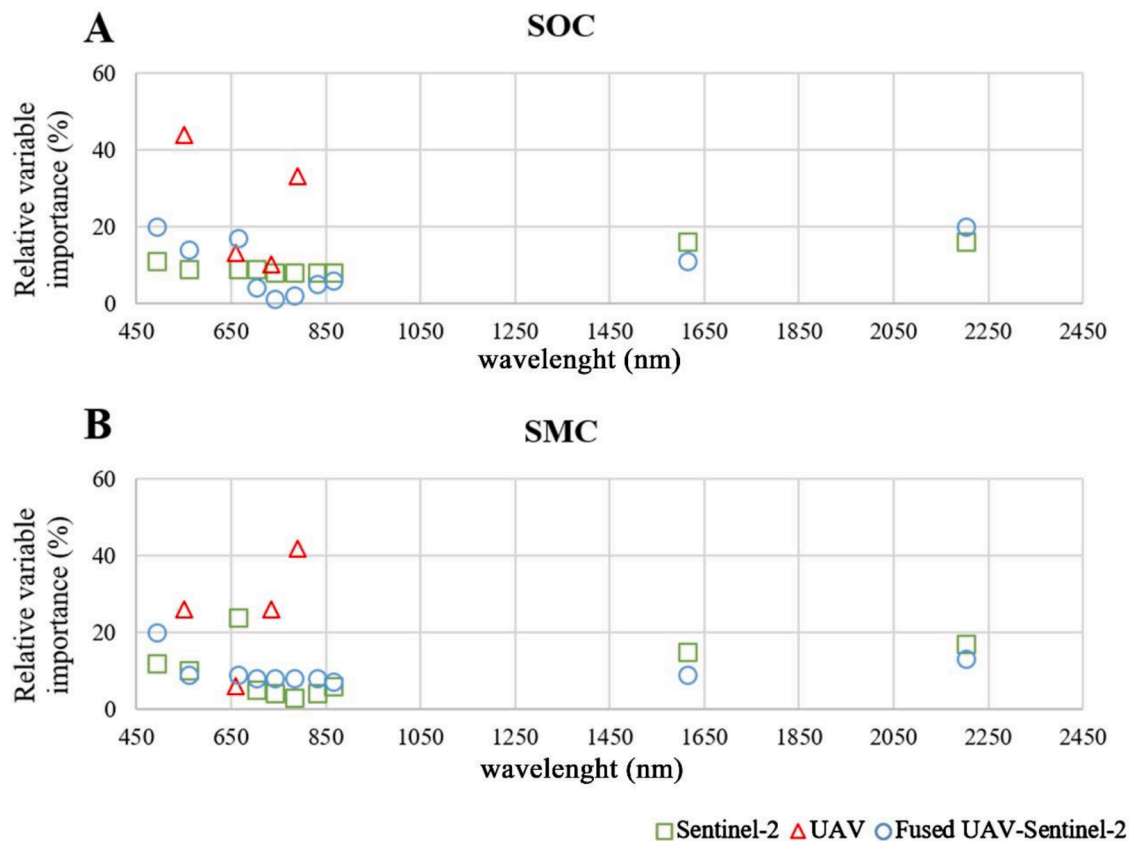 A
SOC
Relative variable
importance (%)
60
40
20
0
450 650 850 1050 1250 1450 1650 1850 2050 2250 2450
wavelenght (nm)
B
SMC
Relative variable
importance (%)
60
40
20
0
450 650 850 1050 1250 1450 1650 1850 2050 2250 2450
wavelenght (nm)
Sentinel-2 UAV Fused UAV-Sentinel-2